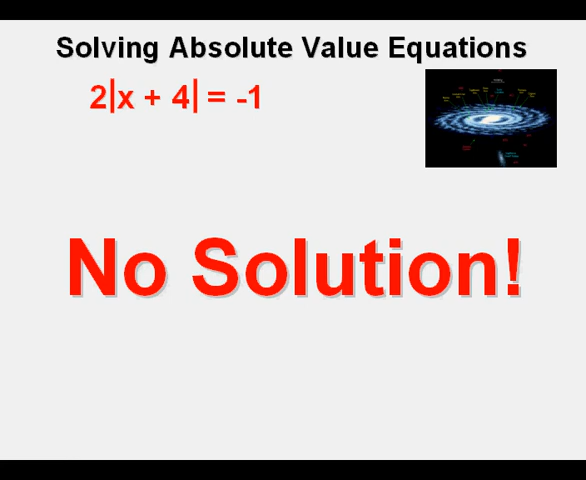 Solving Absolute Value Equations
2|x + 4| = -1
No Solution!